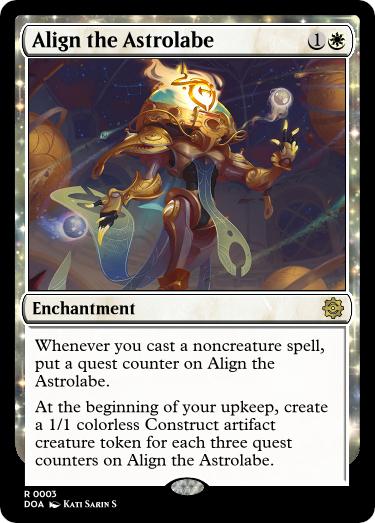 Align the Astrolabe 1
Enchantment
Whenever you cast a noncreature spell,
put a quest counter on Align the
Astrolabe.
At the beginning of your upkeep, create
a 1/1 colorless Construct artifact
creature token for each three quest
counters on Align the Astrolabe.
R 0003
DOA Kati Sarin S